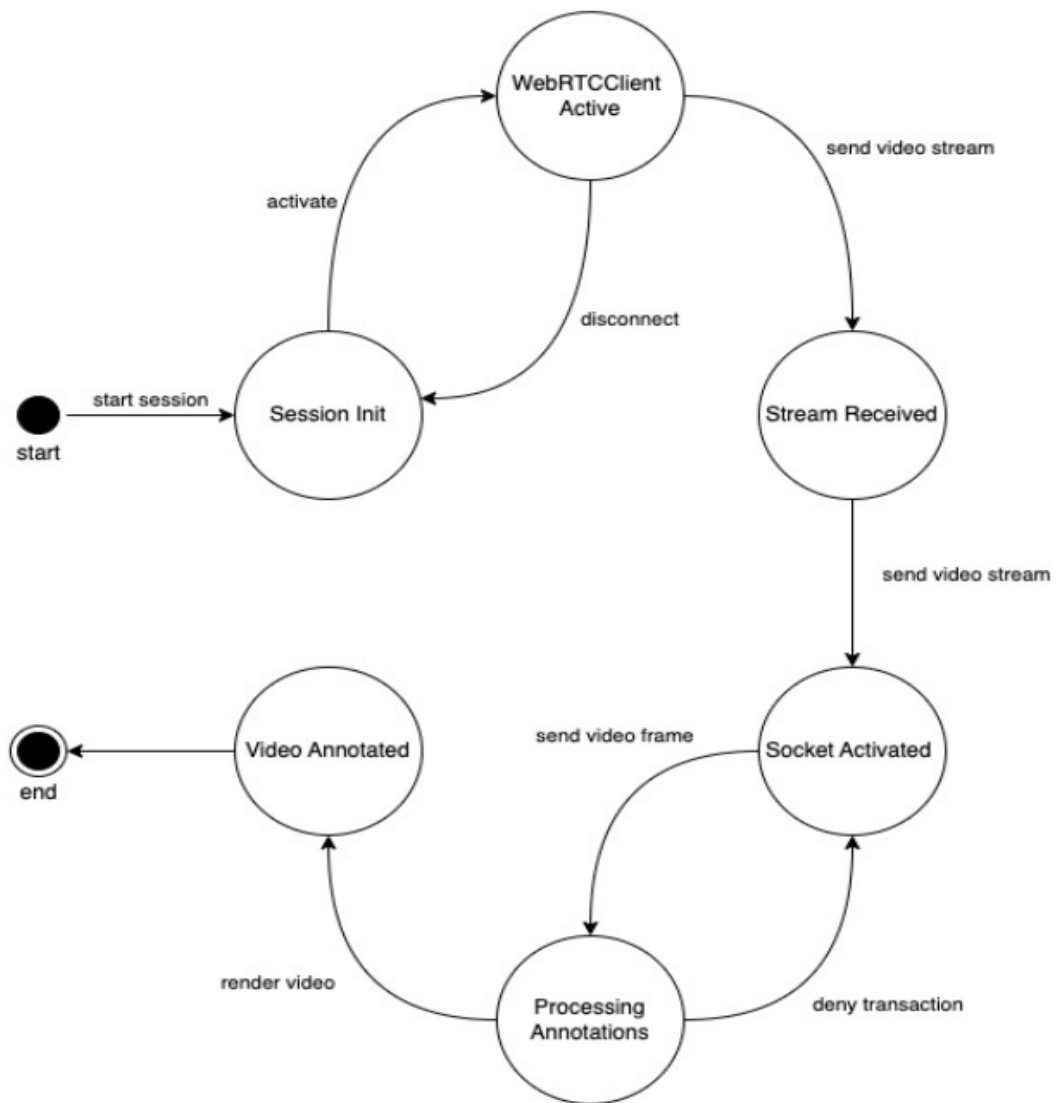 WebRTCClient
Active
send video stream
activate
disconnect
start session
Session Init
Stream Received
start
send video stream
send video frame
Video Annotated
Socket Activated
end
render video
Processing
Annotations
deny transaction